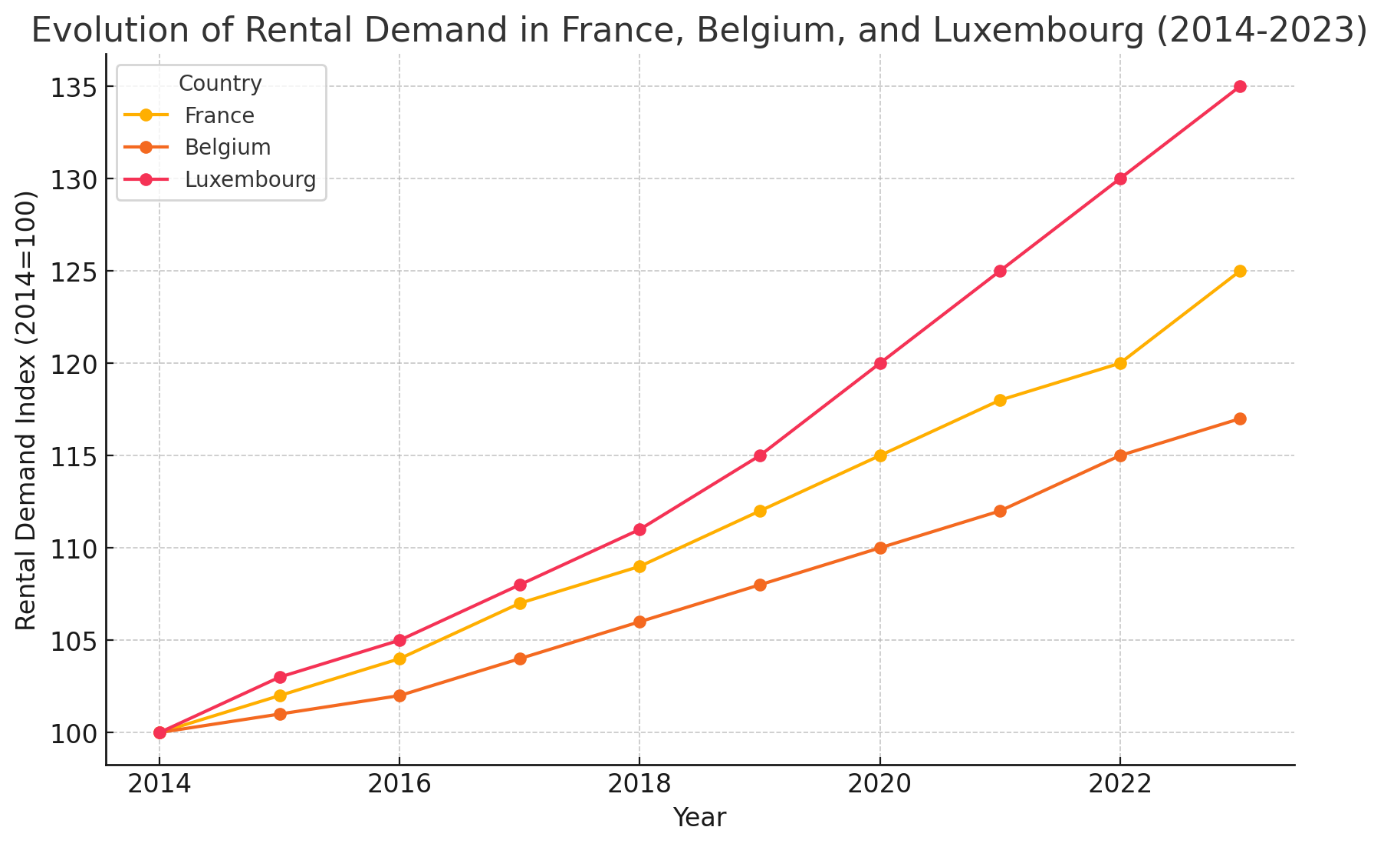 Evolution of Rental Demand in France, Belgium, and Luxembourg (2014-2023)
Country
France
Belgium
Luxembourg
Rental Demand Index (2014=100)
135
130
125
120
115
110
105
100
2014 2016 2018 2020 2022
Year